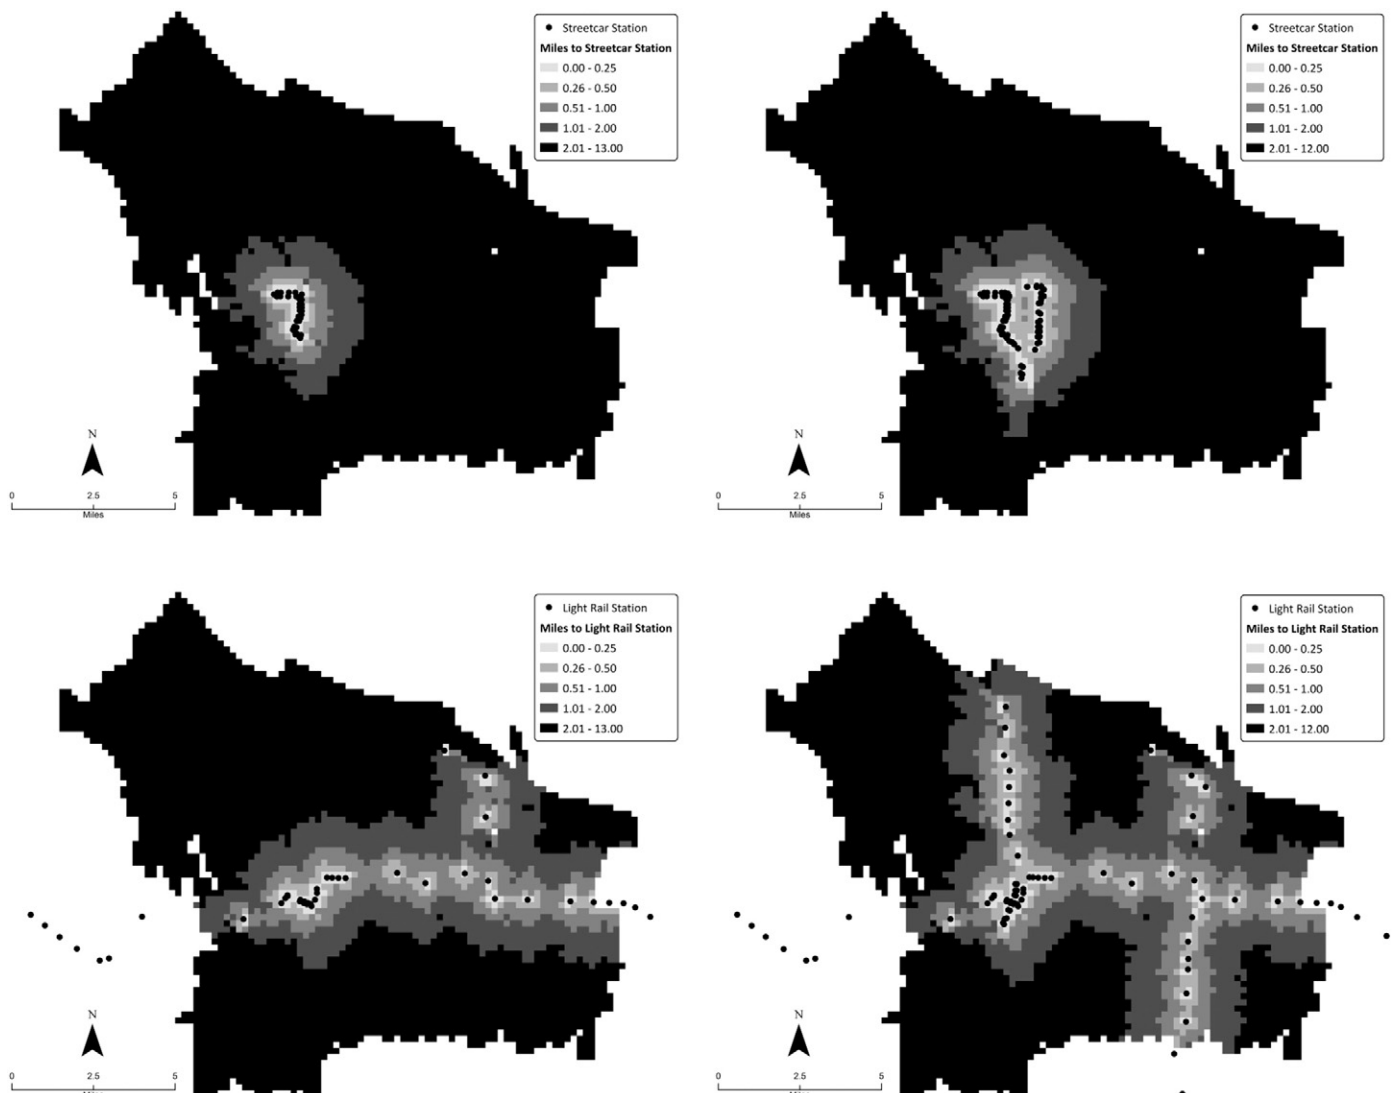 Streetcar Station
Miles to Streetcar Station
0.00 - 0.25
0.26 - 0.50
0.51 - 1.00
1.01 - 2.00
2.01 - 13.00
N
0 2.5 5
Miles
Streetcar Station
Miles to Streetcar Station
0.00 - 0.25
0.26 - 0.50
0.51 - 1.00
1.01 - 2.00
2.01 - 12.00
N
0 2.5 5
Miles
Light Rail Station
Miles to Light Rail Station
0.00 - 0.25
0.26 - 0.50
0.51 - 1.00
1.01 - 2.00
2.01 - 13.00
N
0 2.5 5
Light Rail Station
Miles to Light Rail Station
0.00 - 0.25
0.26 - 0.50
0.51 - 1.00
1.01 - 2.00
2.01 - 12.00
N
0 2.5 5